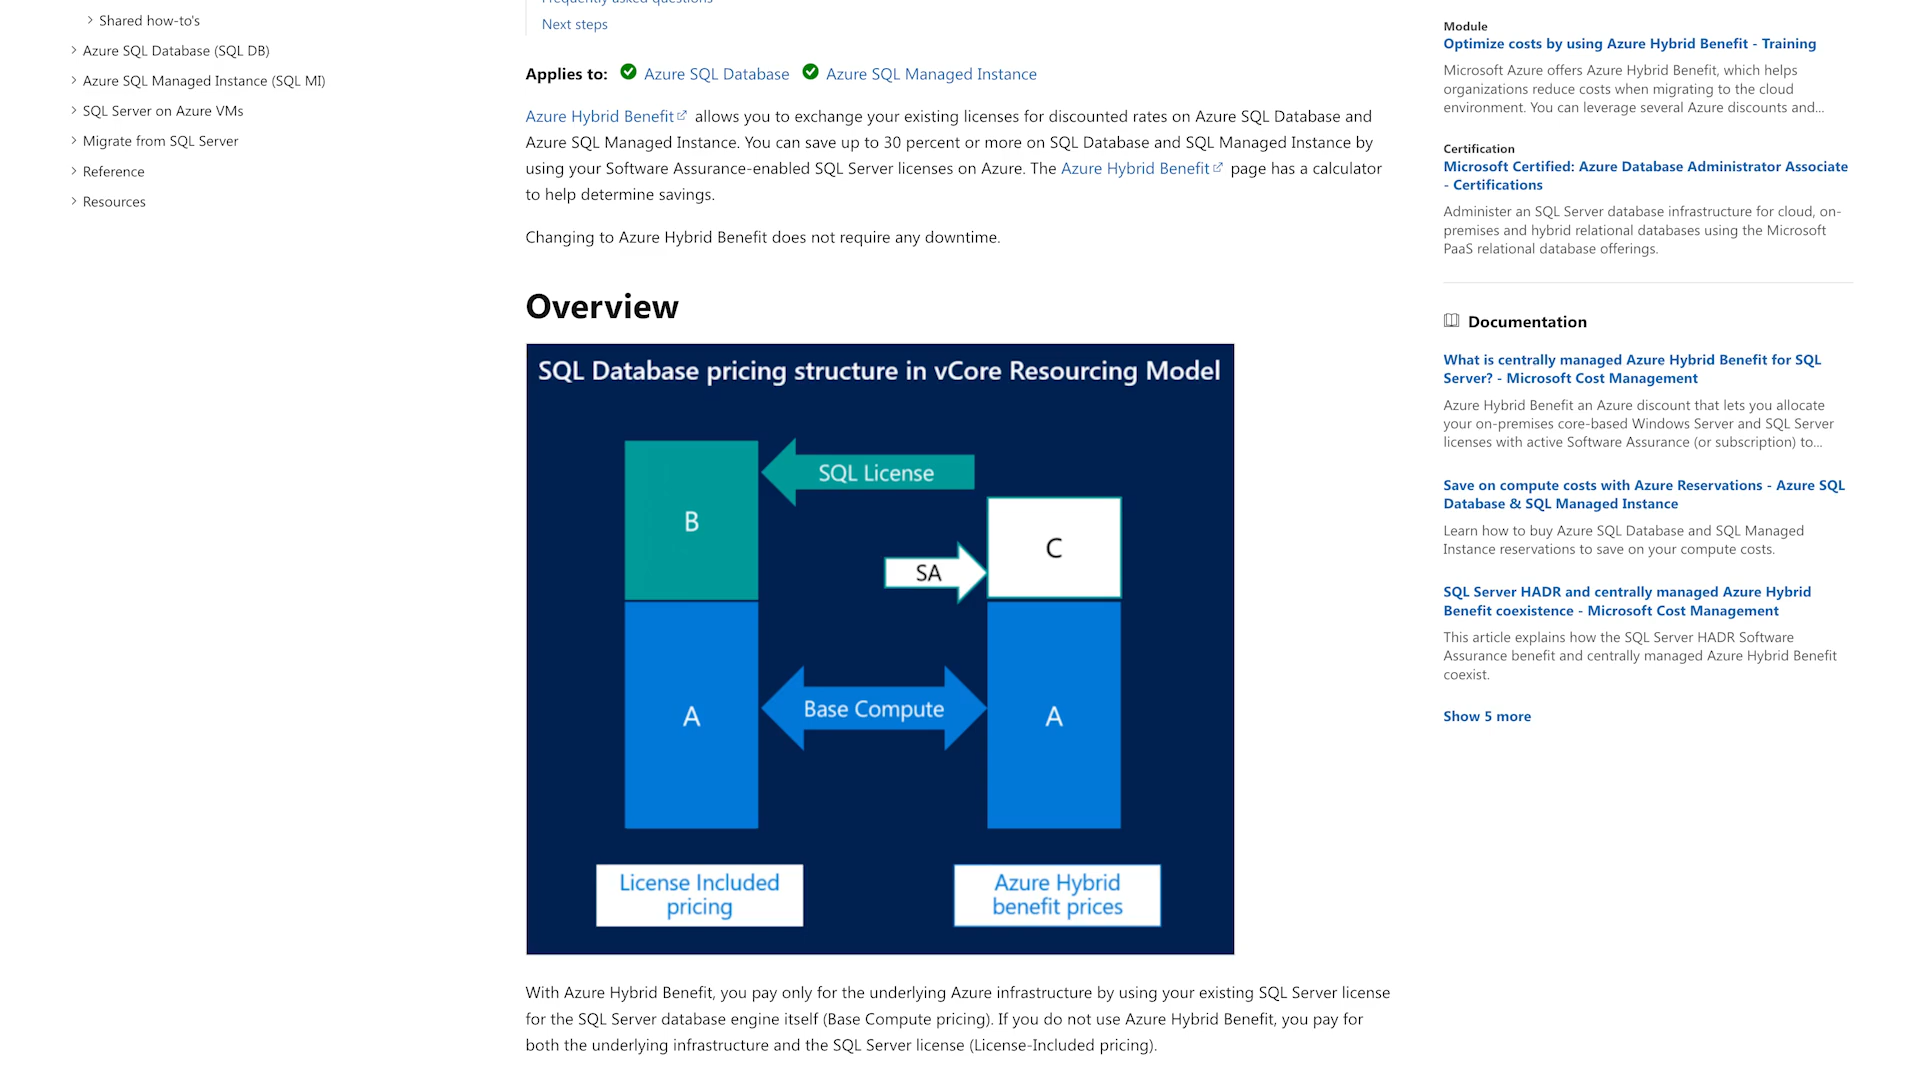 Shared how-to's
Azure SQL Database (SQL DB)
Azure SQL Managed Instance (SQL MI)
SQL Server on Azure VMs
Migrate from SQL Server
Reference
Resources
Frequently asked questions
Next steps
Applies to: Azure SQL Database Azure SQL Managed Instance
Azure Hybrid Benefit allows you to exchange your existing licenses for discounted rates on Azure SQL Database and
Azure SQL Managed Instance. You can save up to 30 percent or more on SQL Database and SQL Managed Instance by
using your Software Assurance-enabled SQL Server licenses on Azure. The Azure Hybrid Benefit page has a calculator
to help determine savings.
Changing to Azure Hybrid Benefit does not require any downtime.
Overview
SQL Database pricing structure in vCore Resourcing Model
B
SQL License
C
SA
A
Base Compute
A
License Included
pricing
Azure Hybrid
benefit prices
With Azure Hybrid Benefit, you pay only for the underlying Azure infrastructure by using your existing SQL Server license
for the SQL Server database engine itself (Base Compute pricing). If you do not use Azure Hybrid Benefit, you pay for
both the underlying infrastructure and the SQL Server license (License-Included pricing).
Module
Optimize costs by using Azure Hybrid Benefit - Training
Microsoft Azure offers Azure Hybrid Benefit, which helps
organizations reduce costs when migrating to the cloud
environment. You can leverage several Azure discounts and…
Certification
Microsoft Certified: Azure Database Administrator Associate
- Certifications
Administer an SQL Server database infrastructure for cloud, on-
premises and hybrid relational databases using the Microsoft
PaaS relational database offerings.
Documentation
What is centrally managed Azure Hybrid Benefit for SQL
Server? - Microsoft Cost Management
Azure Hybrid Benefit an Azure discount that lets you allocate
your on-premises core-based Windows Server and SQL Server
licenses with active Software Assurance (or subscription) to…
Save on compute costs with Azure Reservations - Azure SQL
Database & SQL Managed Instance
Learn how to buy Azure SQL Database and SQL Managed
Instance reservations to save on your compute costs.
SQL Server HADR and centrally managed Azure Hybrid
Benefit coexistence - Microsoft Cost Management
This article explains how the SQL Server HADR Software
Assurance benefit and centrally managed Azure Hybrid Benefit
coexist.
Show 5 more